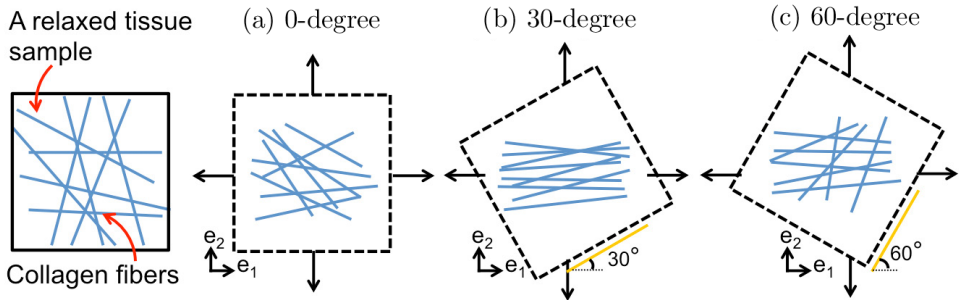 A relaxed tissue
sample
Collagen fibers
(a) 0-degree
e₂
e₁
(b) 30-degree
e₂
e₁
30°
(c) 60-degree
e₂
e₁
60°